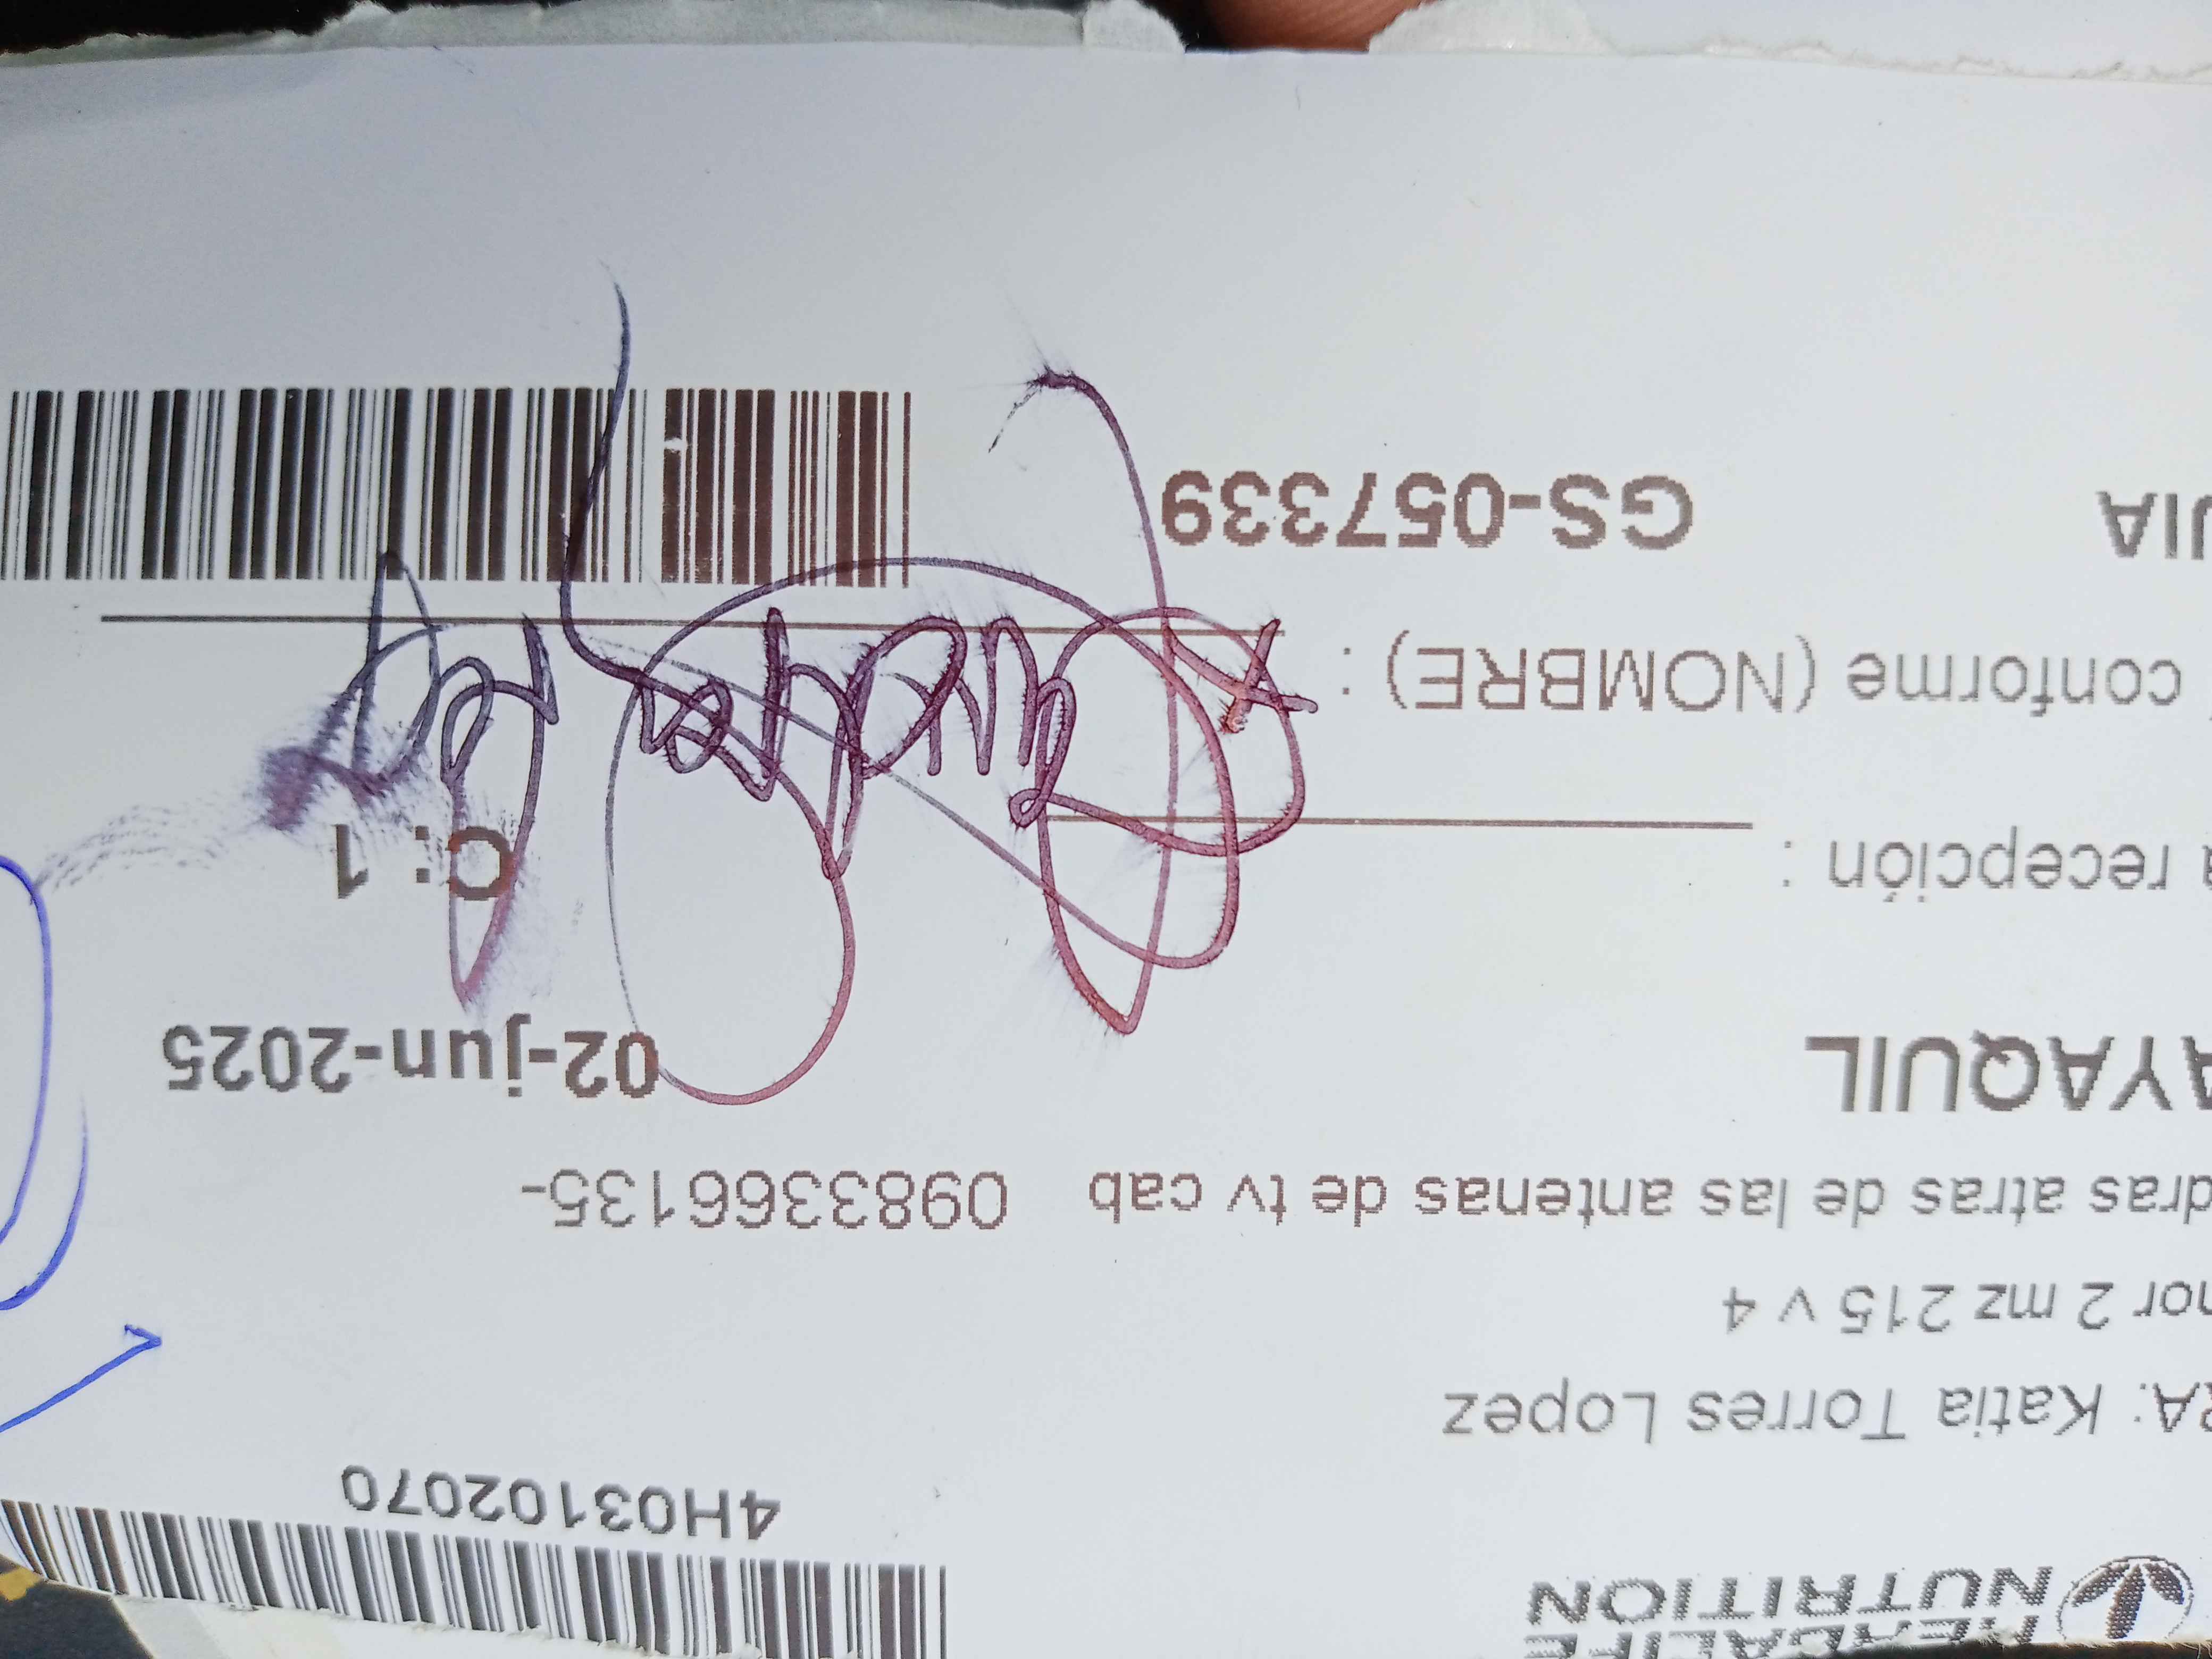 NUTRITION
4H03102070
RA: Katia Torres Lopez
nor 2 mz 215 v 4
dras atras de las antenas de tv cab 0983366135-
AYAQUIL 02-jun-2025
recepción : C: 1
conforme (NOMBRE) :
UIA GS-057339